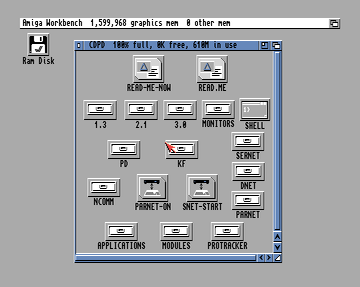 Amiga Workbench 1,599,968 graphics mem 0 other mem
Ram Disk
CDPD 100% full, 0K free, 610M in use
READ-ME-NOW READ.ME
1.3 2.1 3.0 MONITORS SHELL
SERNET
PD KF
DNET
NCOMM PARNET-ON SNET-START
PARNET
APPLICATIONS MODULES PROTRACKER